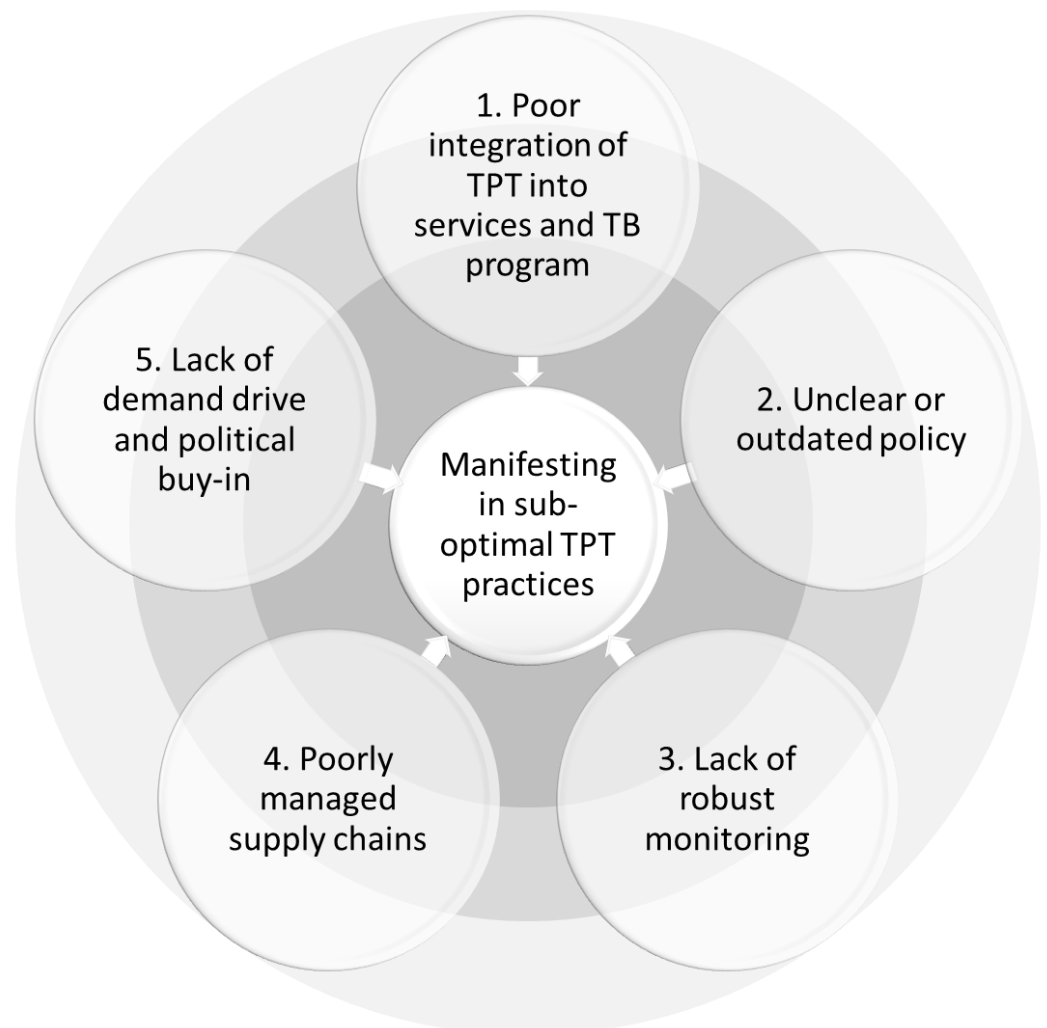 1. Poor
integration of
TPT into
services and TB
program
2. Unclear or
outdated policy
3. Lack of
robust
monitoring
4. Poorly
managed
supply chains
5. Lack of
demand drive
and political
buy-in
Manifesting
in sub-
optimal TPT
practices